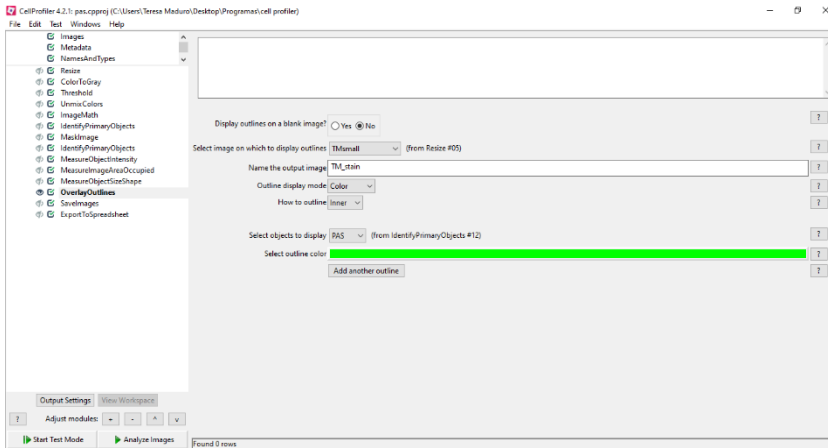 CellProfiler 4.2.1: pas.cpproj (C:\Users\Teresa Maduro\Desktop\Programas\cell profiler)
File Edit Test Windows Help
Images
Metadata
NamesAndTypes
Resize
ColorToGray
Threshold
UnmixColors
ImageMath
IdentifyPrimaryObjects
MaskImage
IdentifyPrimaryObjects
MeasureObjectIntensity
MeasureImageAreaOccupied
MeasureObjectSizeShape
OverlayOutlines
SaveImages
ExportToSpreadsheet
Output Settings View Workspace
? Adjust modules: + - ^ v
Start Test Mode Analyze Images
Display outlines on a blank image? Yes No ?
Select image on which to display outlines TMsmall (from Resize #05) ?
Name the output image TM_stain ?
Outline display mode Color ?
How to outline Inner ?
Select objects to display PAS (from IdentifyPrimaryObjects #12) ?
Select outline color ?
Add another outline ?
Found 0 rows